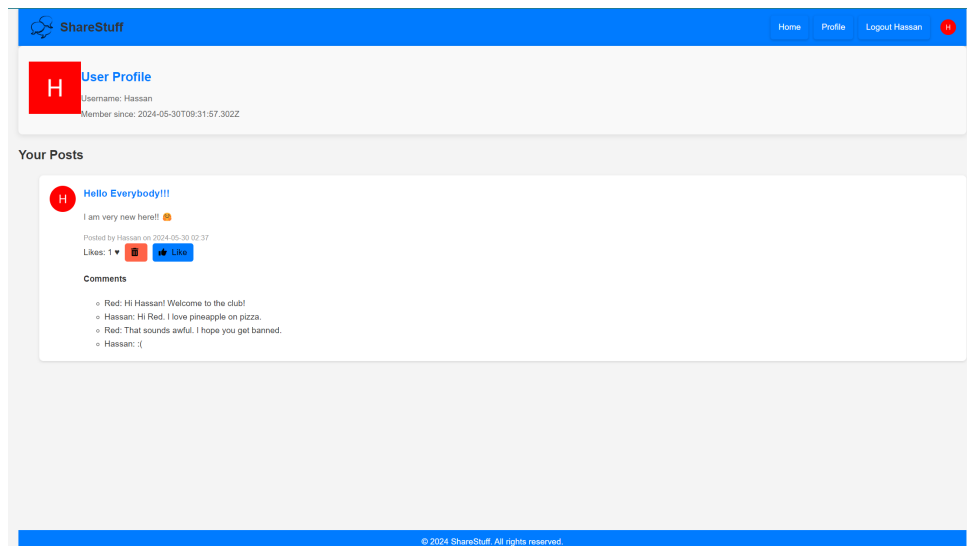 ShareStuff
Home Profile Logout Hassan H
H
User Profile
Username: Hassan
Member since: 2024-05-30T09:31:57.302Z
Your Posts
H
Hello Everybody!!!
I am very new here!! 🤗
Posted by Hassan on 2024-05-30 02:37
Likes: 1 ♥ Like
Comments
Red: Hi Hassan! Welcome to the club!
Hassan: Hi Red. I love pineapple on pizza.
Red: That sounds awful. I hope you get banned.
Hassan: :(
© 2024 ShareStuff. All rights reserved.